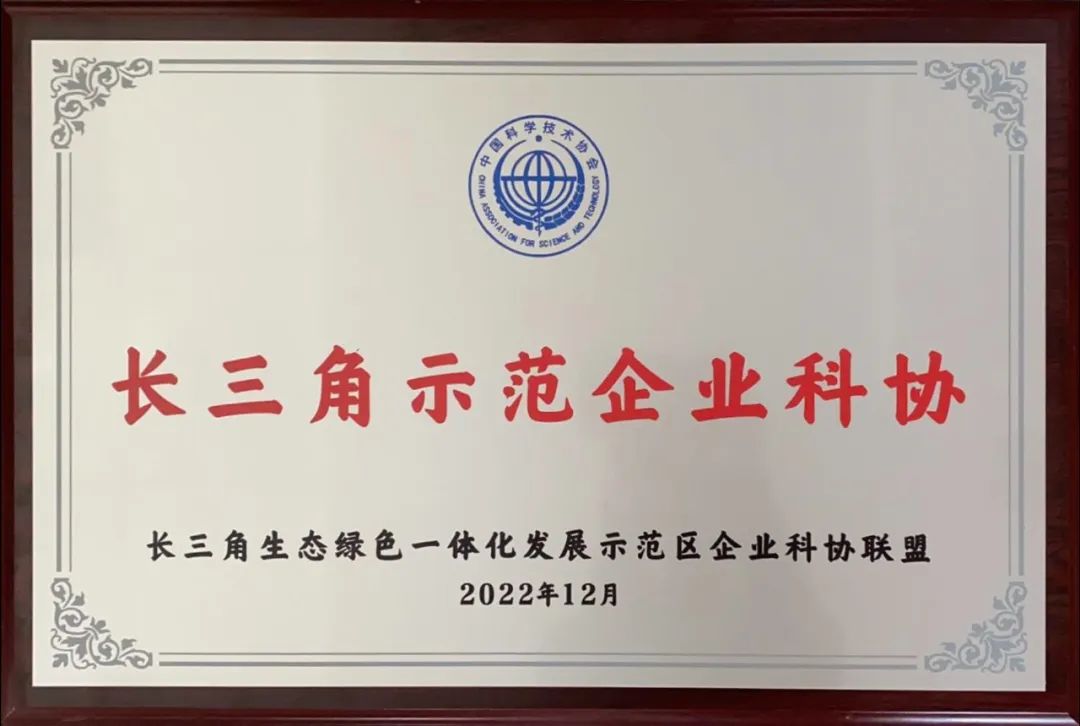 中国科学技术协会
CHINA ASSOCIATION FOR SCIENCE AND TECHNOLOGY
长三角示范企业科协
长三角生态绿色一体化发展示范区企业科协联盟
2022年12月